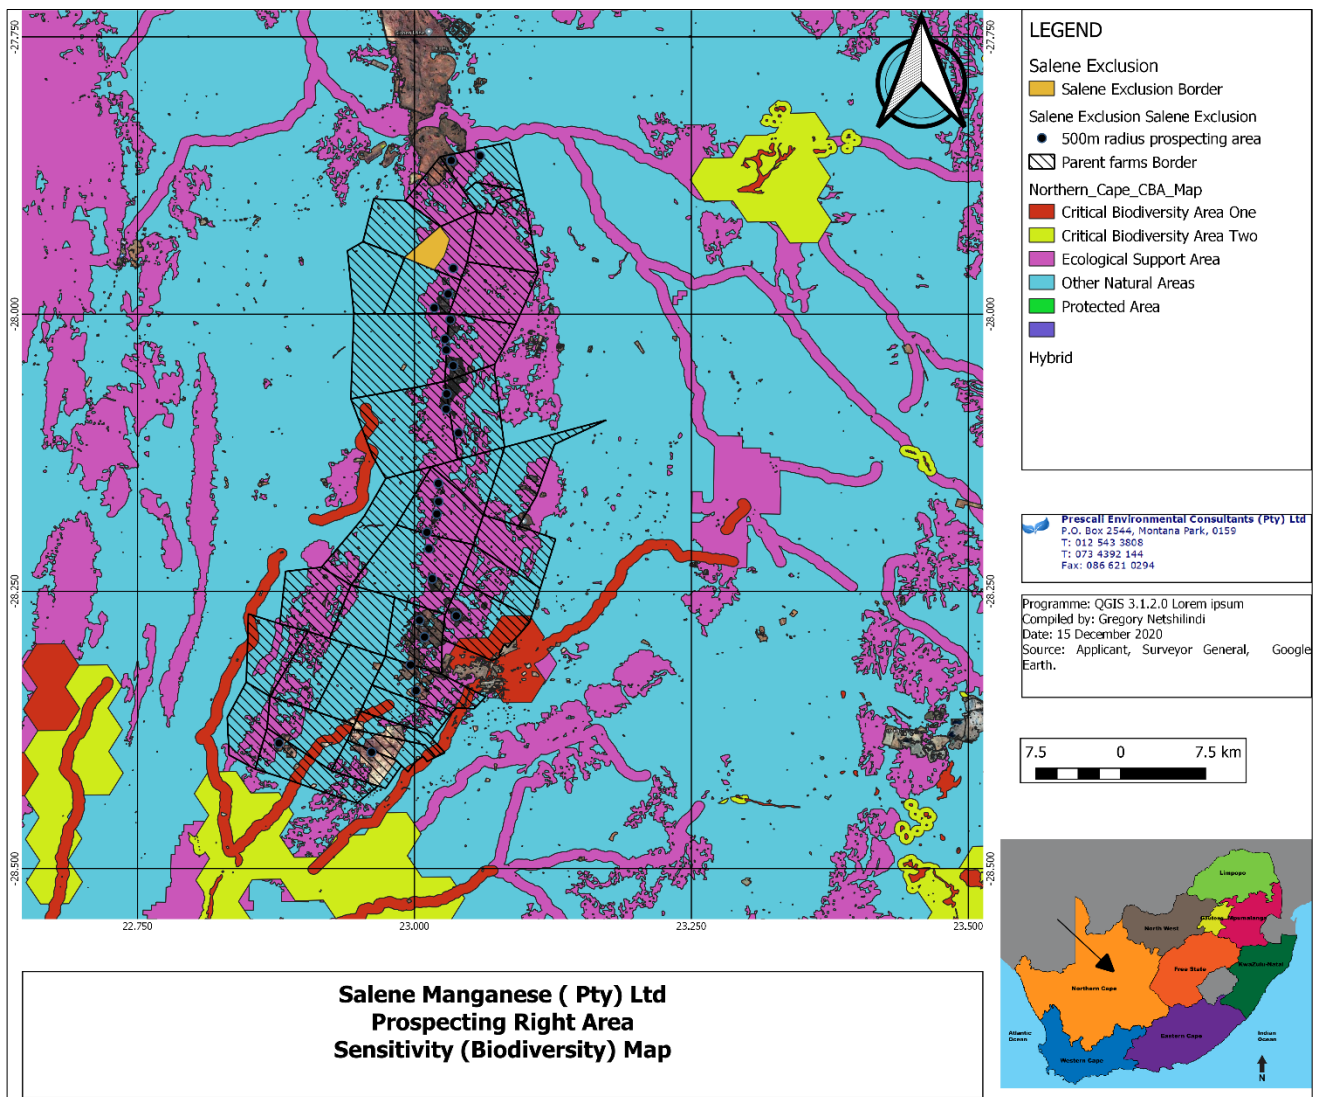 -27.750
-28.000
-28.250
-28.500
-27.750
-28.000
-28.250
-28.500
22.750
23.000
23.250
23.500
LEGEND
Salene Exclusion
Salene Exclusion Border
Salene Exclusion Salene Exclusion
500m radius prospecting area
Parent farms Border
Northern_Cape_CBA_Map
Critical Biodiversity Area One
Critical Biodiversity Area Two
Ecological Support Area
Other Natural Areas
Protected Area
Hybrid
Prescali Environmental Consultants (Pty) Ltd
P.O. Box 2544, Montana Park, 0159
T: 012 543 3808
T: 073 4392 144
Fax: 086 621 0294
Programme: QGIS 3.1.2.0 Lorem ipsum
Compiled by: Gregory Netshilindi
Date: 15 December 2020
Source: Applicant, Surveyor General, Google
Earth.
7.5 0 7.5 km
Limpopo
North West
Gauteng
Mpumalanga
Free State
KwaZulu-Natal
Northern Cape
Atlantic
Ocean
Eastern Cape
Indian
Ocean
Western Cape
N
Salene Manganese ( Pty) Ltd
Prospecting Right Area
Sensitivity (Biodiversity) Map